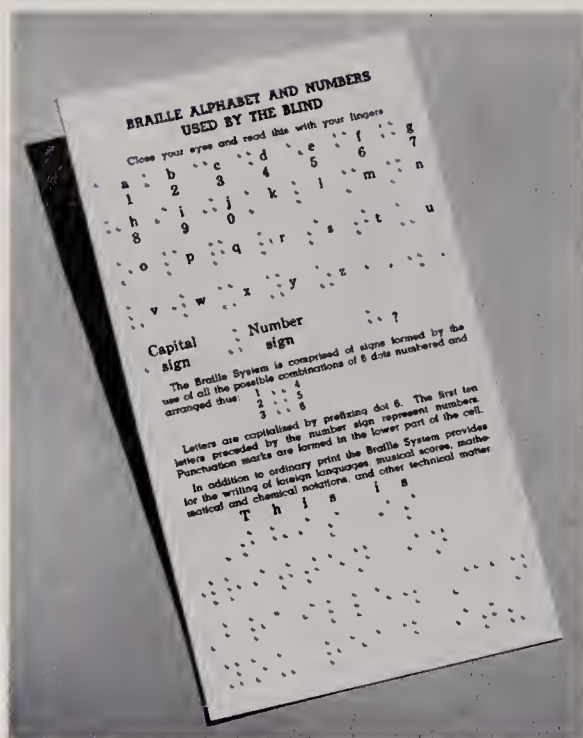 BRAILLE ALPHABET AND NUMBERS
USED BY THE BLIND
Close your eyes and read this with your fingers
a b c d e f g
1 2 3 4 5 6 7
h i j k l m n
8 9 0
o p q r s t u
v w x y z , .
Capital Number ?
sign sign
The Braille System is comprised of signs formed by the
use of all the possible combinations of 6 dots numbered and
arranged thus:
1 4
2 5
3 6
Letters are capitalized by prefixing dot 6. The first ten
letters preceded by the number sign represent numbers.
Punctuation marks are formed in the lower part of the cell.
In addition to ordinary print the Braille System provides
for the writing of foreign languages, musical scores, mathe-
matical and chemical notations, and other technical matter.
T h i s i s